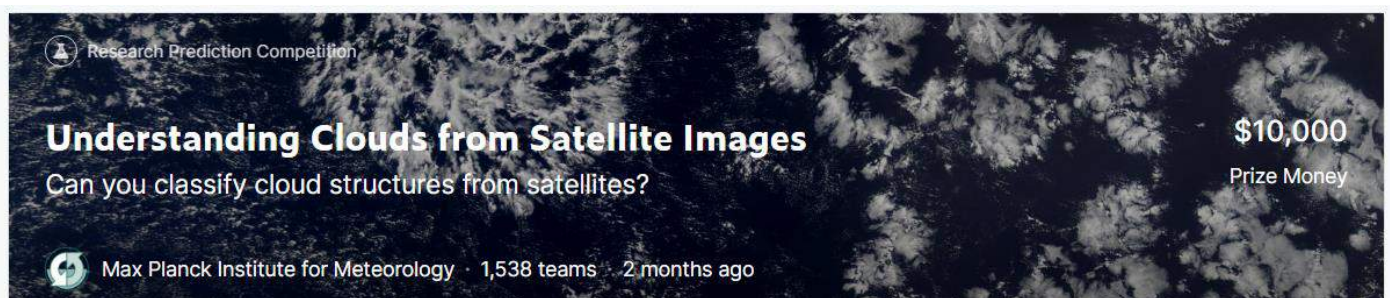 Research Prediction Competition
Understanding Clouds from Satellite Images
Can you classify cloud structures from satellites?
$10,000
Prize Money
Max Planck Institute for Meteorology · 1,538 teams · 2 months ago